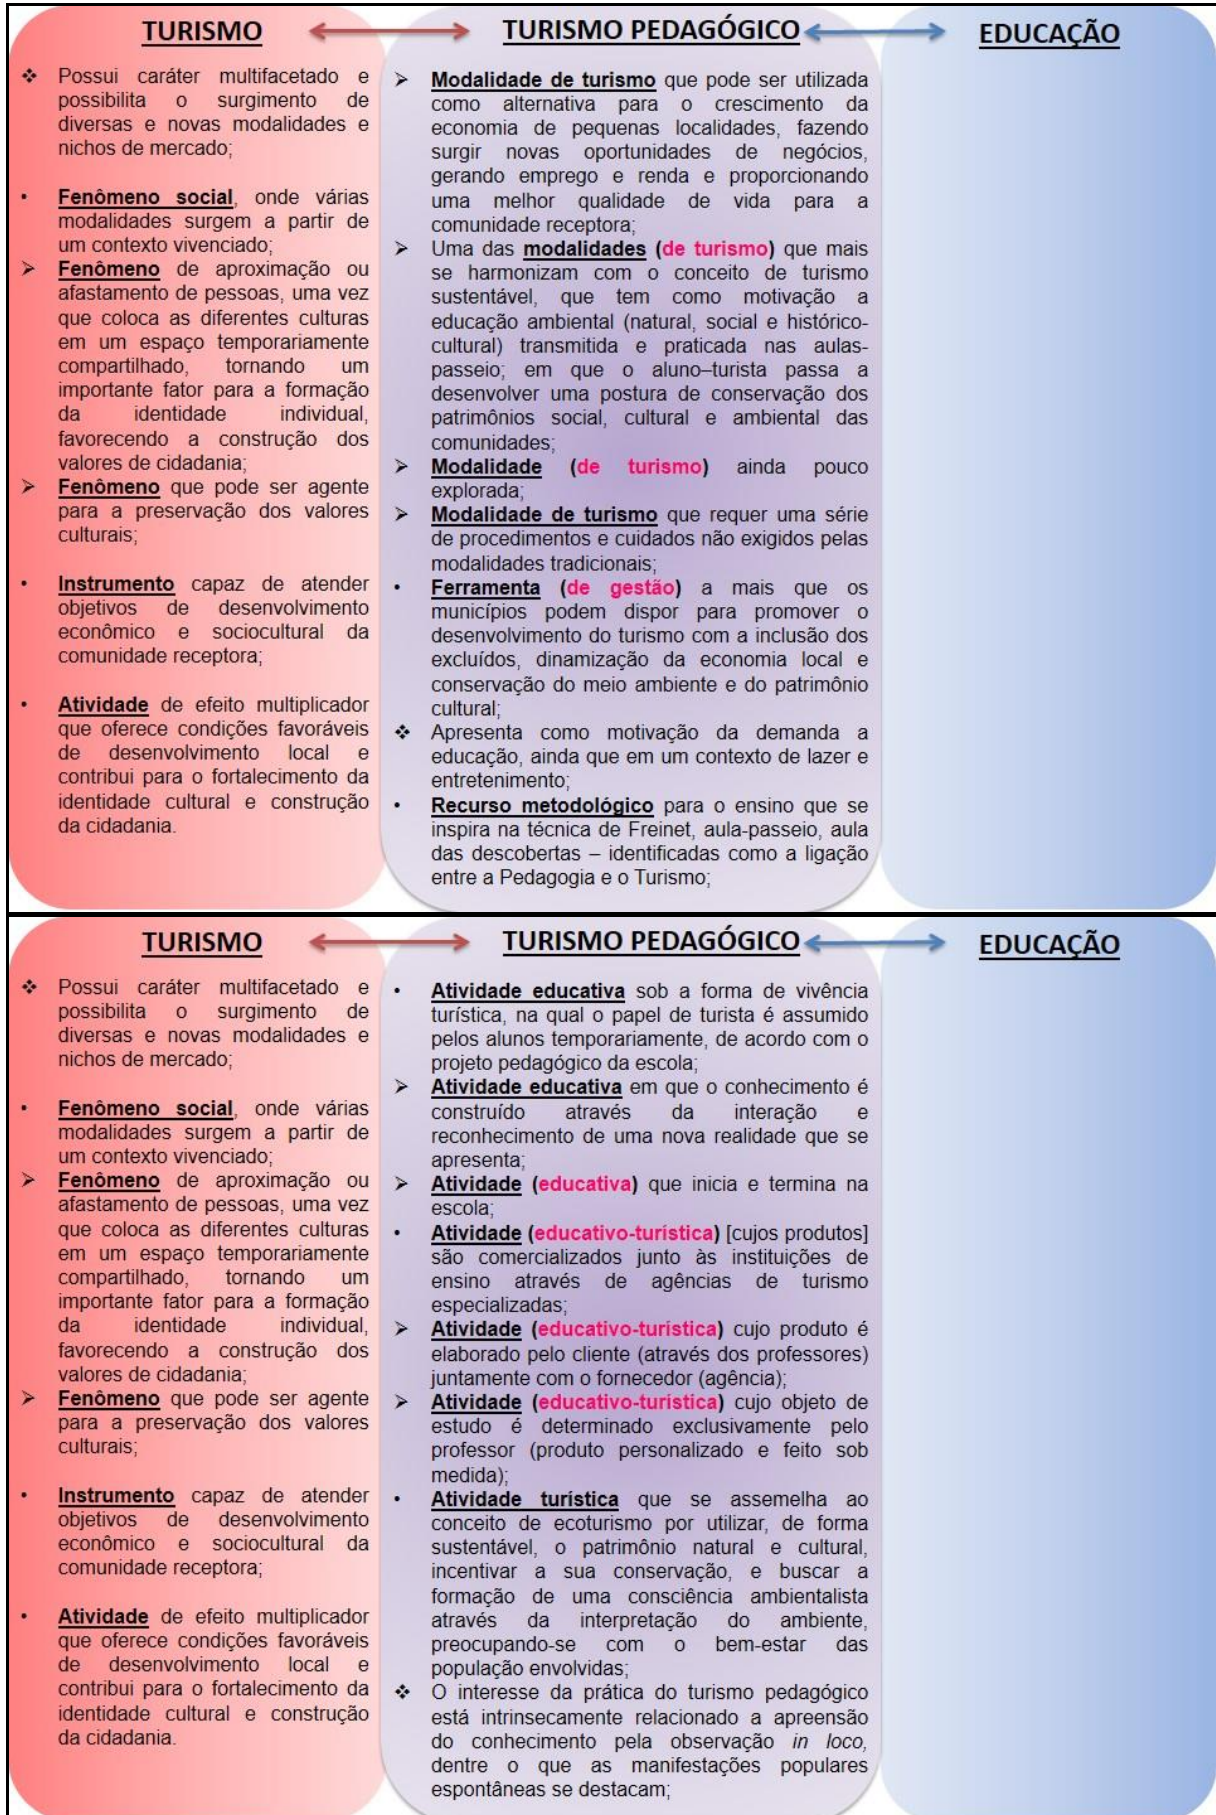 TURISMO
TURISMO PEDAGÓGICO
EDUCAÇÃO
❖ Possui caráter multifacetado e
possibilita o surgimento de
diversas e novas modalidades e
nichos de mercado;
• Fenômeno social, onde várias
modalidades surgem a partir de
um contexto vivenciado;
➢ Fenômeno de aproximação ou
afastamento de pessoas, uma vez
que coloca as diferentes culturas
em um espaço temporariamente
compartilhado, tornando um
importante fator para a formação
da identidade individual,
favorecendo a construção dos
valores de cidadania;
➢ Fenômeno que pode ser agente
para a preservação dos valores
culturais;
• Instrumento capaz de atender
objetivos de desenvolvimento
econômico e sociocultural da
comunidade receptora;
• Atividade de efeito multiplicador
que oferece condições favoráveis
de desenvolvimento local e
contribui para o fortalecimento da
identidade cultural e construção
da cidadania.
➢ Modalidade de turismo que pode ser utilizada
como alternativa para o crescimento da
economia de pequenas localidades, fazendo
surgir novas oportunidades de negócios,
gerando emprego e renda e proporcionando
uma melhor qualidade de vida para a
comunidade receptora;
➢ Uma das modalidades (de turismo) que mais
se harmonizam com o conceito de turismo
sustentável, que tem como motivação a
educação ambiental (natural, social e histórico-
cultural) transmitida e praticada nas aulas-
passeio; em que o aluno–turista passa a
desenvolver uma postura de conservação dos
patrimônios social, cultural e ambiental das
comunidades;
➢ Modalidade (de turismo) ainda pouco
explorada;
➢ Modalidade de turismo que requer uma série
de procedimentos e cuidados não exigidos pelas
modalidades tradicionais;
• Ferramenta (de gestão) a mais que os
municípios podem dispor para promover o
desenvolvimento do turismo com a inclusão dos
excluídos, dinamização da economia local e
conservação do meio ambiente e do patrimônio
cultural;
❖ Apresenta como motivação da demanda a
educação, ainda que em um contexto de lazer e
entretenimento;
• Recurso metodológico para o ensino que se
inspira na técnica de Freinet, aula-passeio, aula
das descobertas – identificadas como a ligação
entre a Pedagogia e o Turismo;
TURISMO
TURISMO PEDAGÓGICO
EDUCAÇÃO
❖ Possui caráter multifacetado e
possibilita o surgimento de
diversas e novas modalidades e
nichos de mercado;
• Fenômeno social, onde várias
modalidades surgem a partir de
um contexto vivenciado;
➢ Fenômeno de aproximação ou
afastamento de pessoas, uma vez
que coloca as diferentes culturas
em um espaço temporariamente
compartilhado, tornando um
importante fator para a formação
da identidade individual,
favorecendo a construção dos
valores de cidadania;
➢ Fenômeno que pode ser agente
para a preservação dos valores
culturais;
• Instrumento capaz de atender
objetivos de desenvolvimento
econômico e sociocultural da
comunidade receptora;
• Atividade de efeito multiplicador
que oferece condições favoráveis
de desenvolvimento local e
contribui para o fortalecimento da
identidade cultural e construção
da cidadania.
• Atividade educativa sob a forma de vivência
turística, na qual o papel de turista é assumido
pelos alunos temporariamente, de acordo com o
projeto pedagógico da escola;
➢ Atividade educativa em que o conhecimento é
construído através da interação e
reconhecimento de uma nova realidade que se
apresenta;
➢ Atividade (educativa) que inicia e termina na
escola;
• Atividade (educativo-turística) [cujos produtos]
são comercializados junto às instituições de
ensino através de agências de turismo
especializadas;
➢ Atividade (educativo-turística) cujo produto é
elaborado pelo cliente (através dos professores)
juntamente com o fornecedor (agência);
➢ Atividade (educativo-turística) cujo objeto de
estudo é determinado exclusivamente pelo
professor (produto personalizado e feito sob
medida);
• Atividade turística que se assemelha ao
conceito de ecoturismo por utilizar, de forma
sustentável, o patrimônio natural e cultural,
incentivar a sua conservação, e buscar a
formação de uma consciência ambientalista
através da interpretação do ambiente,
preocupando-se com o bem-estar das
população envolvidas;
❖ O interesse da prática do turismo pedagógico
está intrinsecamente relacionado a apreensão
do conhecimento pela observação in loco,
dentre o que as manifestações populares
espontâneas se destacam;